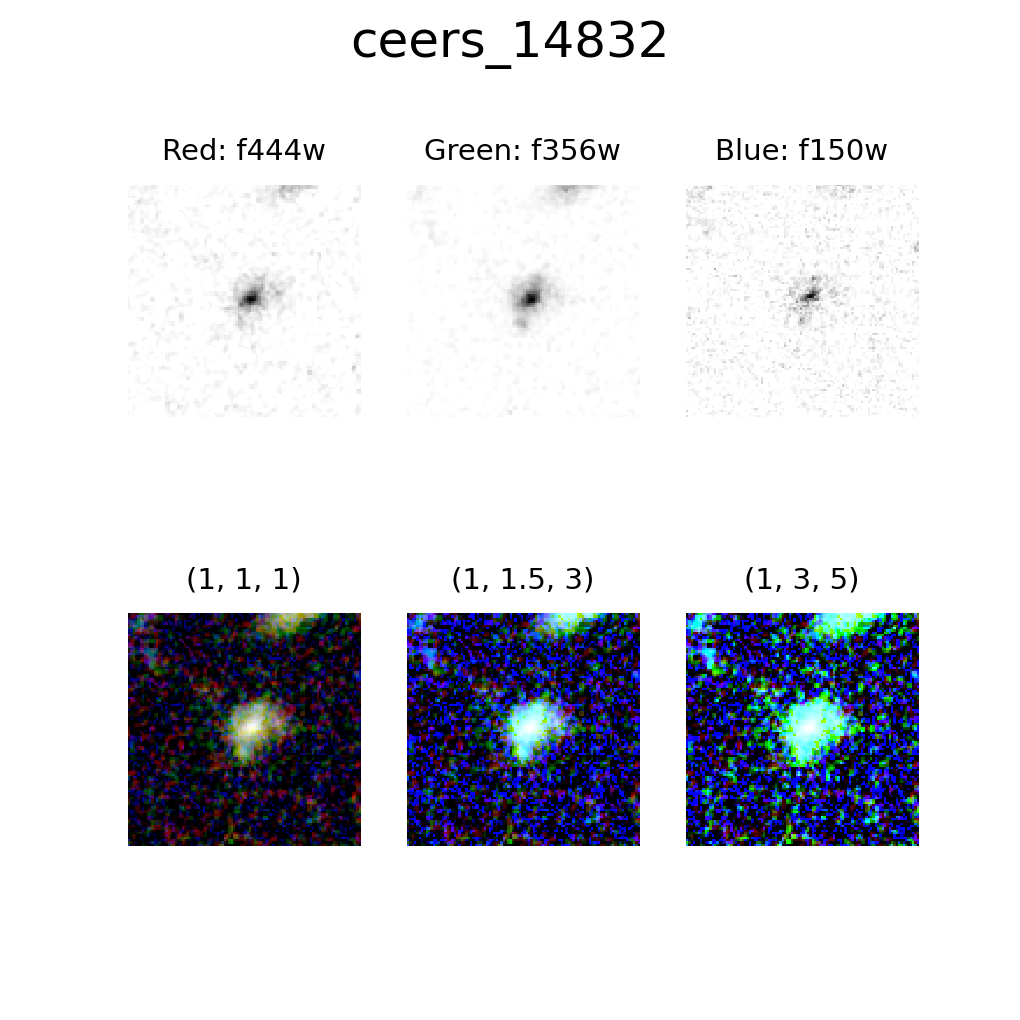 ceers_14832
Red: f444w
Green: f356w
Blue: f150w
(1, 1, 1)
(1, 1.5, 3)
(1, 3, 5)